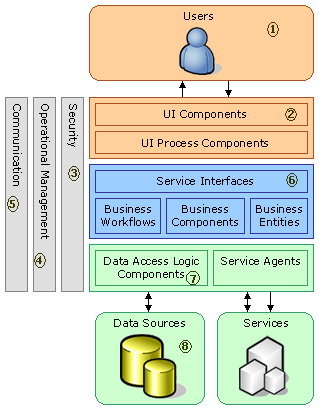 Users
1
UI Components
2
UI Process Components
Communication
5
Operational Management
4
Security
3
Service Interfaces
6
Business
Workflows
Business
Components
Business
Entities
Data Access Logic
Components
7
Service Agents
Data Sources
8
Services